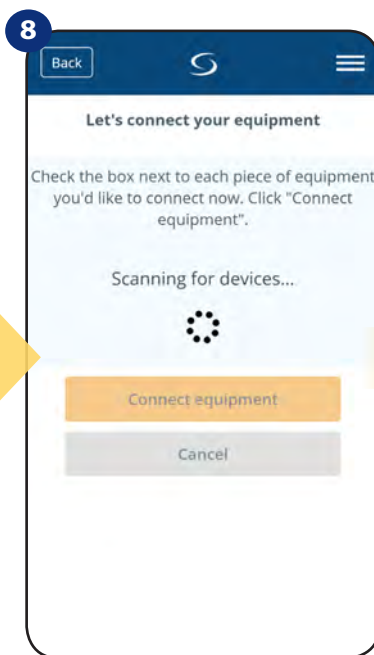 8
Back
Let's connect your equipment
Check the box next to each piece of equipment
you'd like to connect now. Click "Connect
equipment".
Scanning for devices...
Connect equipment
Cancel